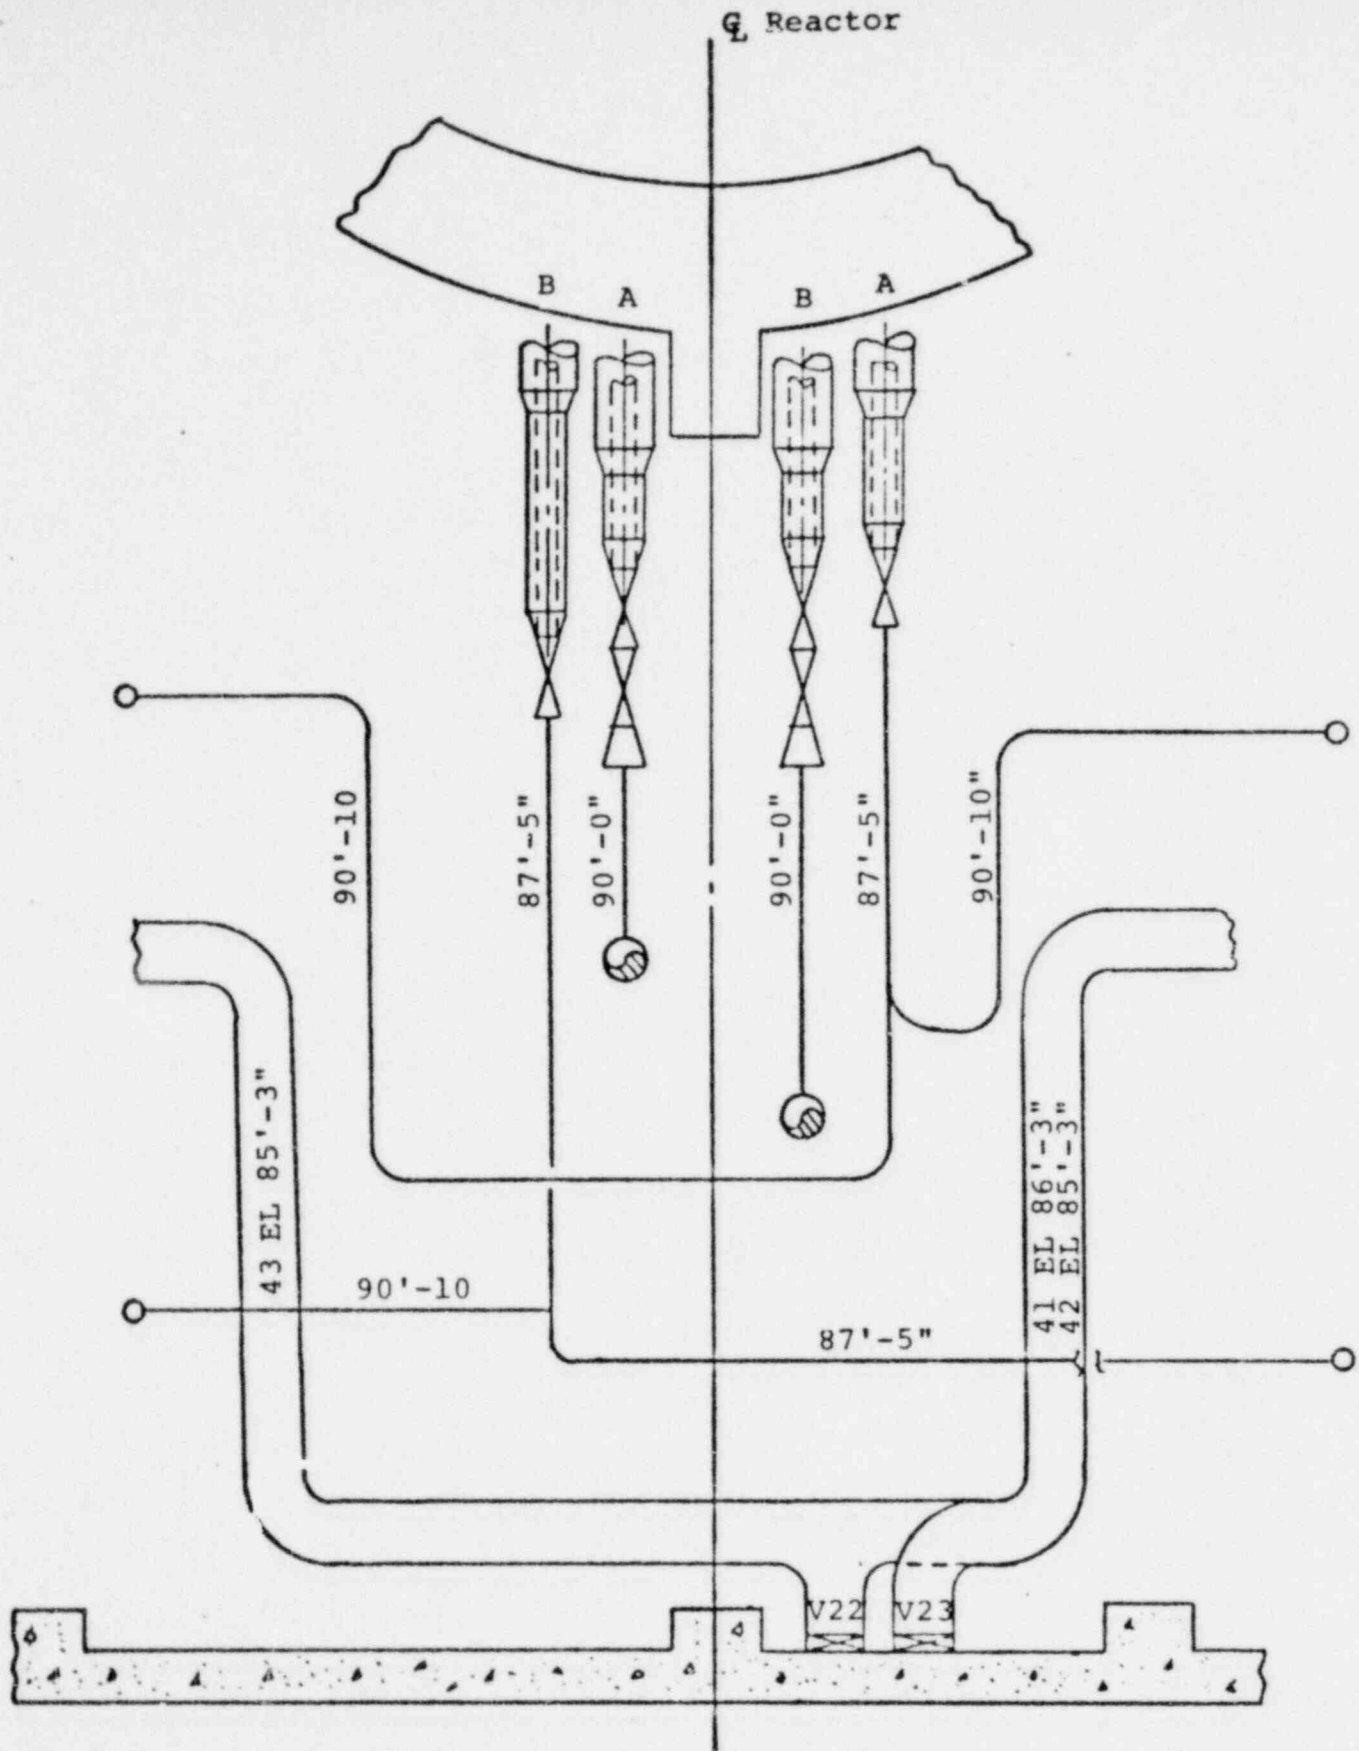 ℄ Reactor
B A B A
90'-10
87'-5"
90'-0"
90'-0"
87'-5"
90'-10"
43 EL 85'-3"
41 EL 86'-3"
42 EL 85'-3"
90'-10
87'-5"
V22 V23